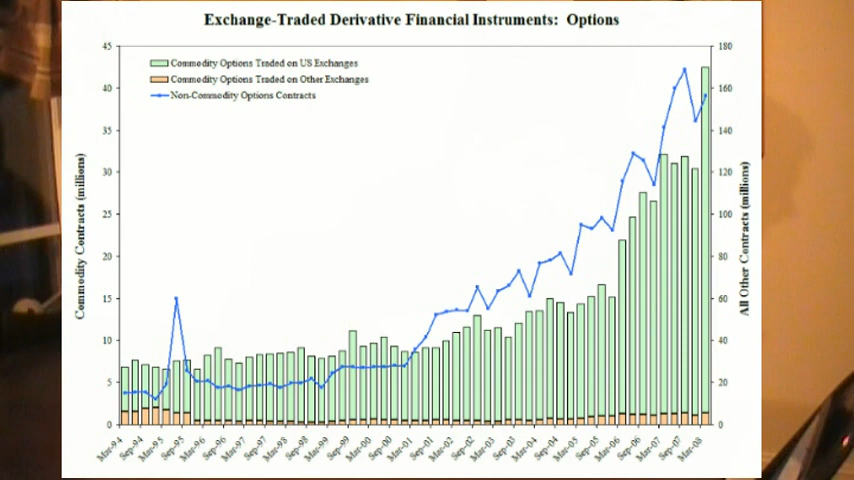 Exchange-Traded Derivative Financial Instruments: Options
Commodity Options Traded on US Exchanges
Commodity Options Traded on Other Exchanges
Non-Commodity Options Contracts
Commodity Contracts (millions)
45
40
35
30
25
20
15
10
5
0
180
160
140
120
100
80
60
40
20
0
All Other Contracts (millions)
Mar-94
Sep-94
Mar-95
Sep-95
Mar-96
Sep-96
Mar-97
Sep-97
Mar-98
Sep-98
Mar-99
Sep-99
Mar-00
Sep-00
Mar-01
Sep-01
Mar-02
Sep-02
Mar-03
Sep-03
Mar-04
Sep-04
Mar-05
Sep-05
Mar-06
Sep-06
Mar-07
Sep-07
Mar-08